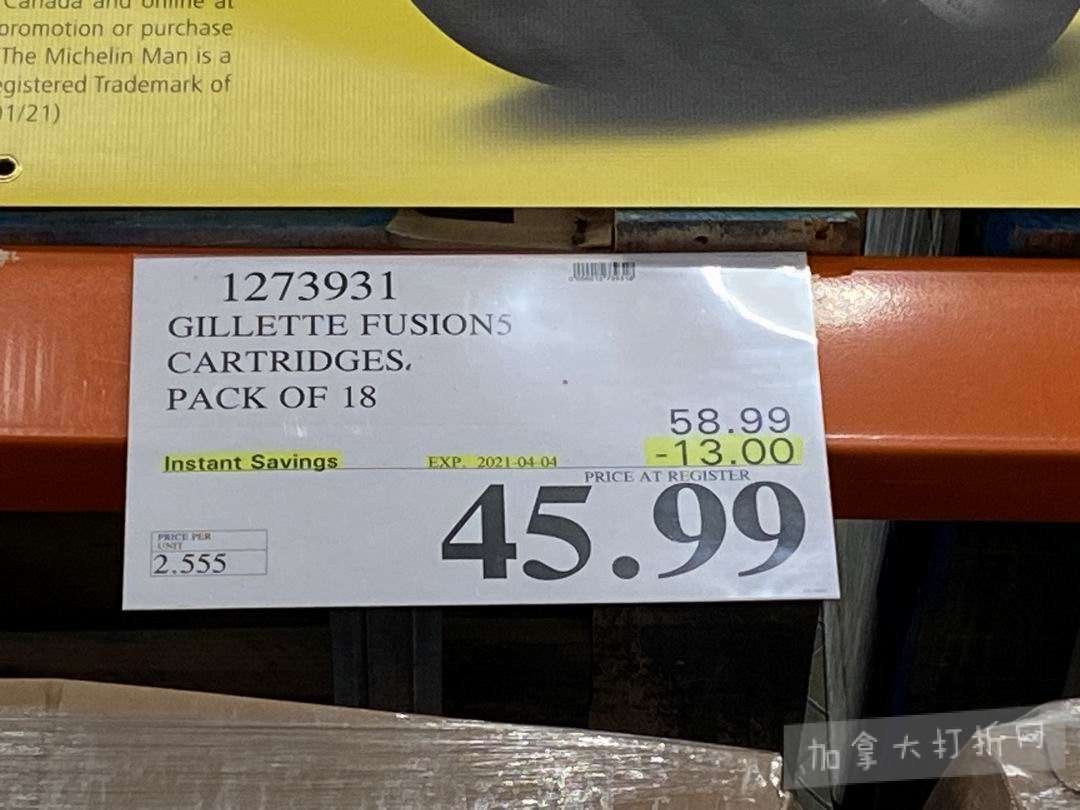 Canada and online at
promotion or purchase
The Michelin Man is a
egistered Trademark of
01/21)
1273931
GILLETTE FUSION5
CARTRIDGES,
PACK OF 18
58.99
-13.00
Instant Savings
EXP. 2021-04-04
PRICE AT REGISTER
45.99
PRICE PER
UNIT
2.555
加拿大打折网